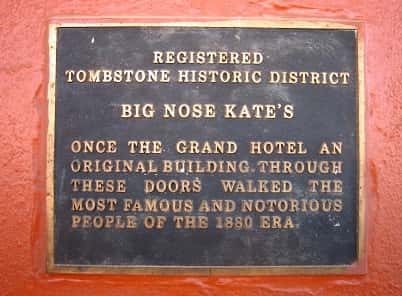 REGISTERED
TOMBSTONE HISTORIC DISTRICT
BIG NOSE KATE'S
ONCE THE GRAND HOTEL AN
ORIGINAL BUILDING. THROUGH
THESE DOORS WALKED THE
MOST FAMOUS AND NOTORIOUS
PEOPLE OF THE 1880 ERA.